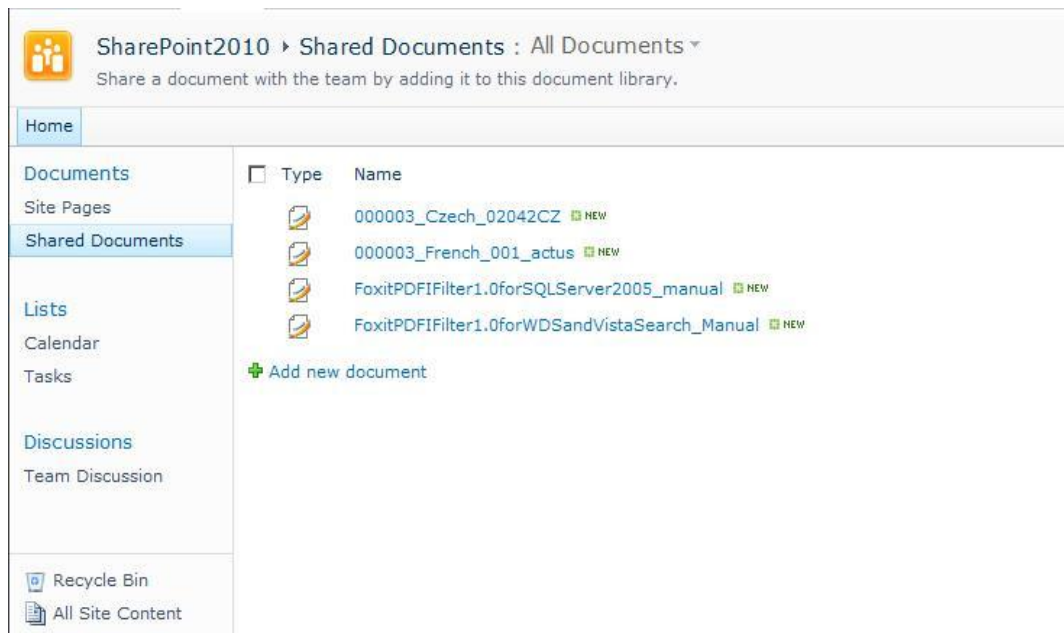 SharePoint2010 ▸ Shared Documents : All Documents
Share a document with the team by adding it to this document library.
Home
Documents
Site Pages
Shared Documents
Lists
Calendar
Tasks
Discussions
Team Discussion
Recycle Bin
All Site Content
Type Name
000003_Czech_02042CZ NEW
000003_French_001_actus NEW
FoxitPDFIFilter1.0forSQLServer2005_manual NEW
FoxitPDFIFilter1.0forWDSandVistaSearch_Manual NEW
Add new document